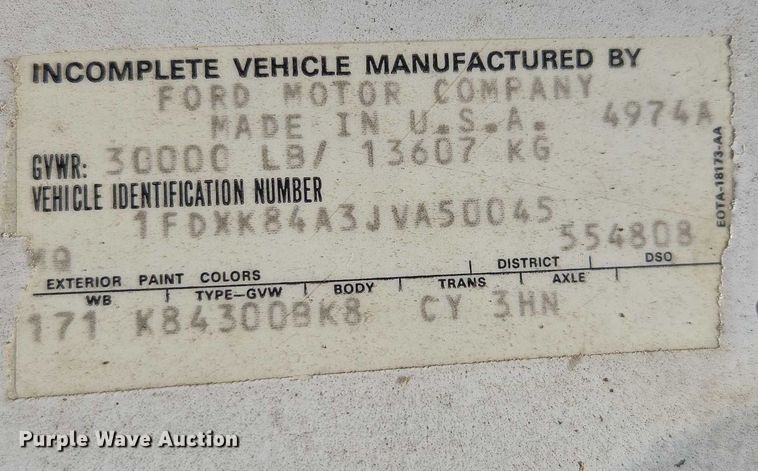 INCOMPLETE VEHICLE MANUFACTURED BY
FORD MOTOR COMPANY
MADE IN U.S.A. 4974A
GVWR: 30000 LB/ 13607 KG
VEHICLE IDENTIFICATION NUMBER
1FDXK84A3JVA50045
554808
EXTERIOR PAINT COLORS DISTRICT DSO
WB TYPE-GVW BODY TRANS AXLE
171 K843008K8 CY 3HN
E0TA-18173-AA
Purple Wave Auction